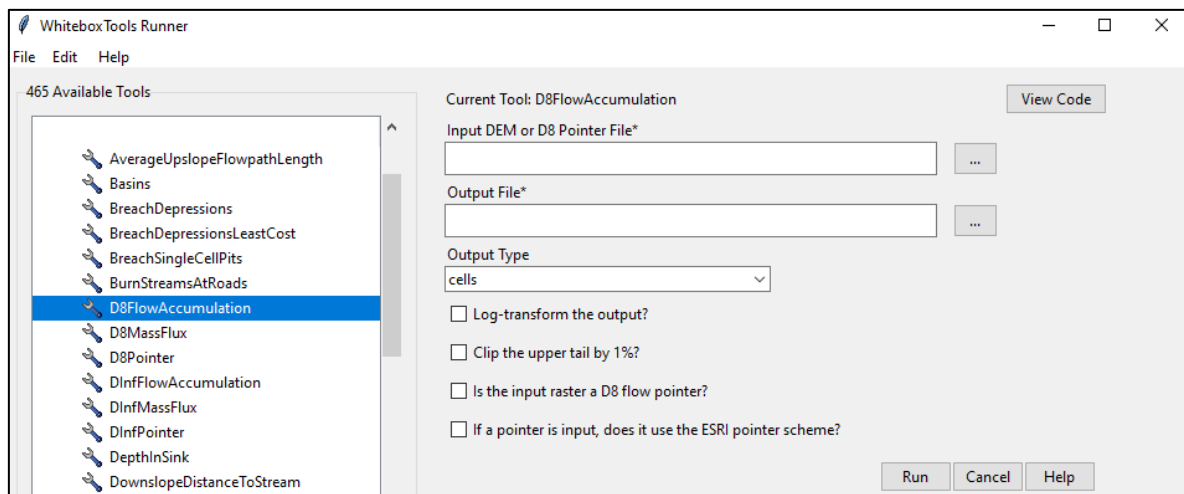 WhiteboxTools Runner
File Edit Help
465 Available Tools
AverageUpslopeFlowpathLength
Basins
BreachDepressions
BreachDepressionsLeastCost
BreachSingleCellPits
BurnStreamsAtRoads
D8FlowAccumulation
D8MassFlux
D8Pointer
DInfFlowAccumulation
DInfMassFlux
DInfPointer
DepthInSink
DownslopeDistanceToStream
Current Tool: D8FlowAccumulation
View Code
Input DEM or D8 Pointer File*
...
Output File*
...
Output Type
cells
Log-transform the output?
Clip the upper tail by 1%?
Is the input raster a D8 flow pointer?
If a pointer is input, does it use the ESRI pointer scheme?
Run Cancel Help